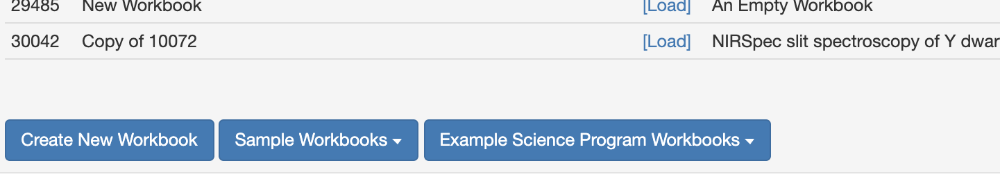 29485 New Workbook [Load] An Empty Workbook
30042 Copy of 10072 [Load] NIRSpec slit spectroscopy of Y dwar
Create New Workbook Sample Workbooks Example Science Program Workbooks